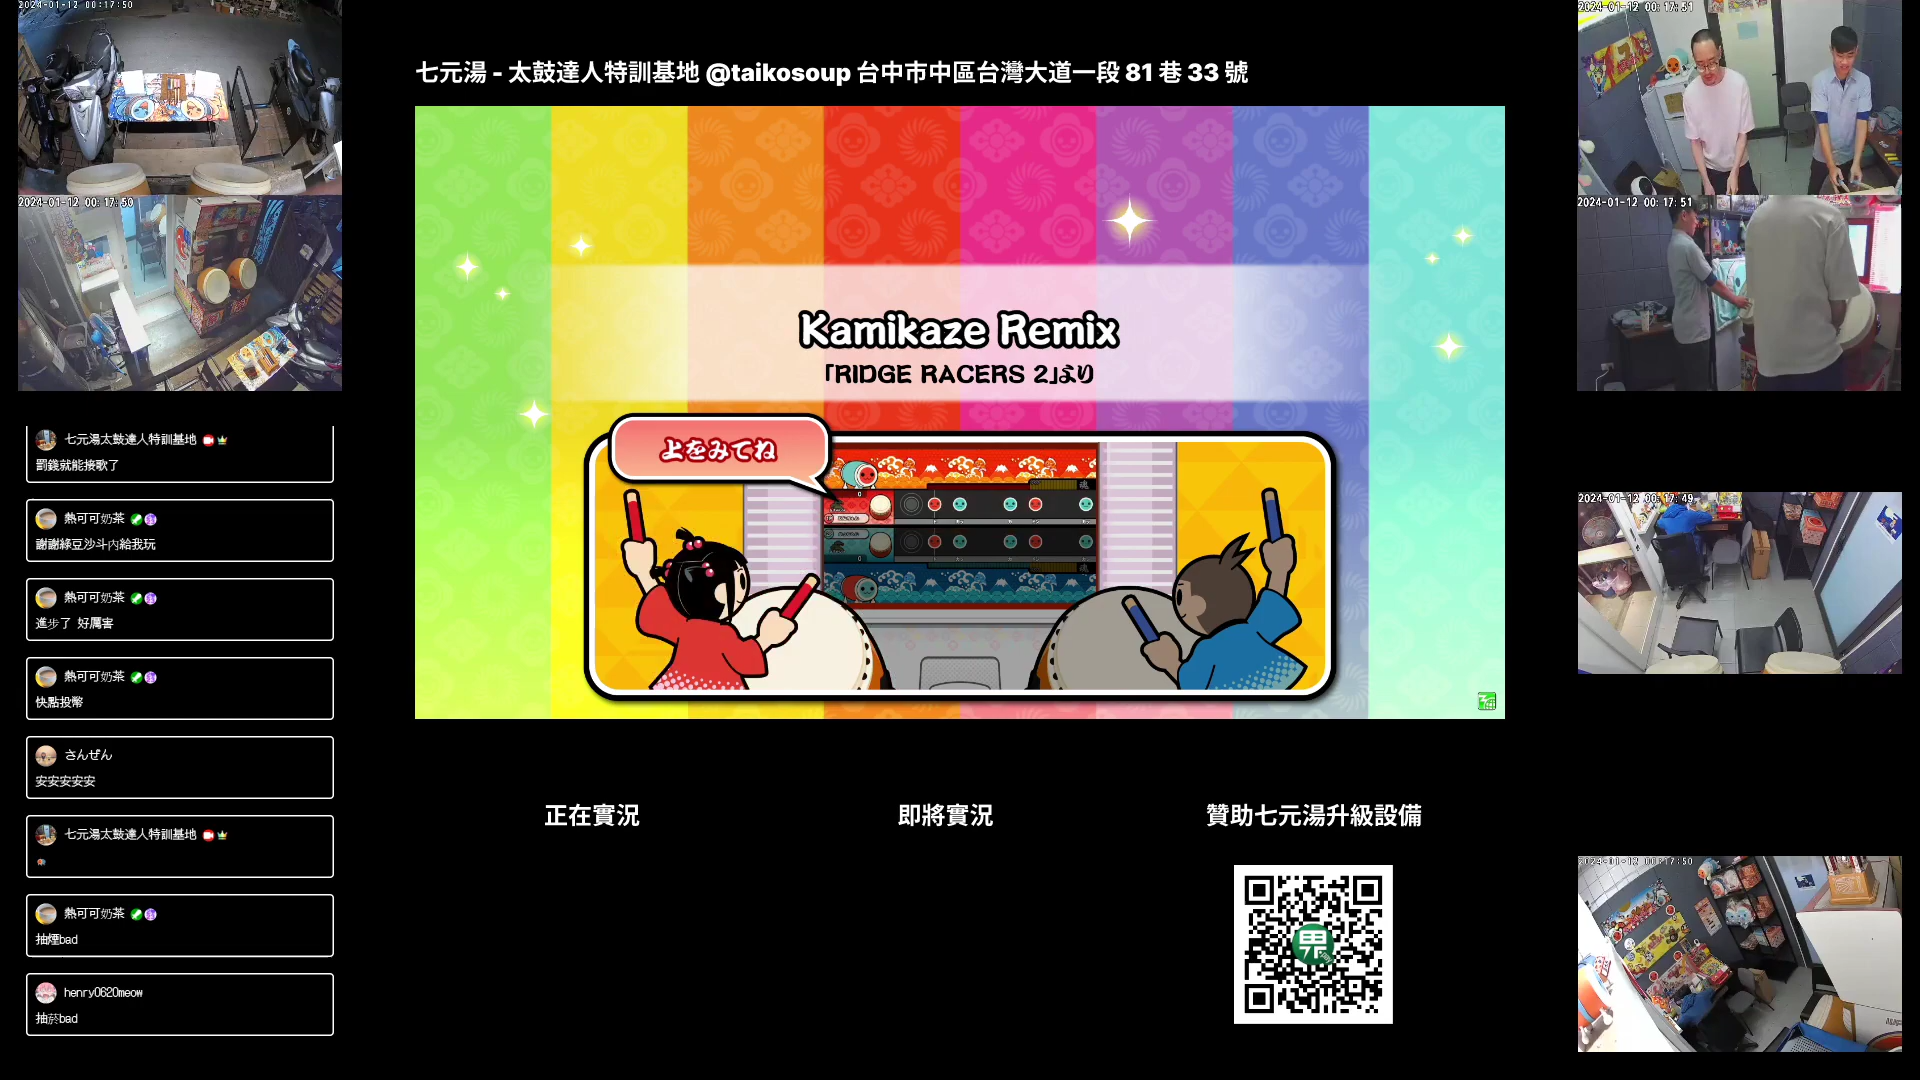 2024-01-12 00:17:50
2024-01-12 00:17:50
七元湯 - 太鼓達人特訓基地 @taikosoup 台中市中區台灣大道一段 81 巷 33 號
Kamikaze Remix
「RIDGE RACERS 2」より
上をみてね
七元湯太鼓達人特訓基地
罰錢就能接歌了
熱可可奶茶
謝謝綠豆沙斗内給我玩
熱可可奶茶
進步了 好厲害
熱可可奶茶
快點投幣
さんぜん
安安安安安
七元湯太鼓達人特訓基地
熱可可奶茶
抽煙bad
henry0620meow
抽菸bad
正在實況
即將實況
贊助七元湯升級設備
2024-01-12 00:17:51
2024-01-12 00:17:51
2024-01-12 00:17:49
2024-01-12 00:17:50